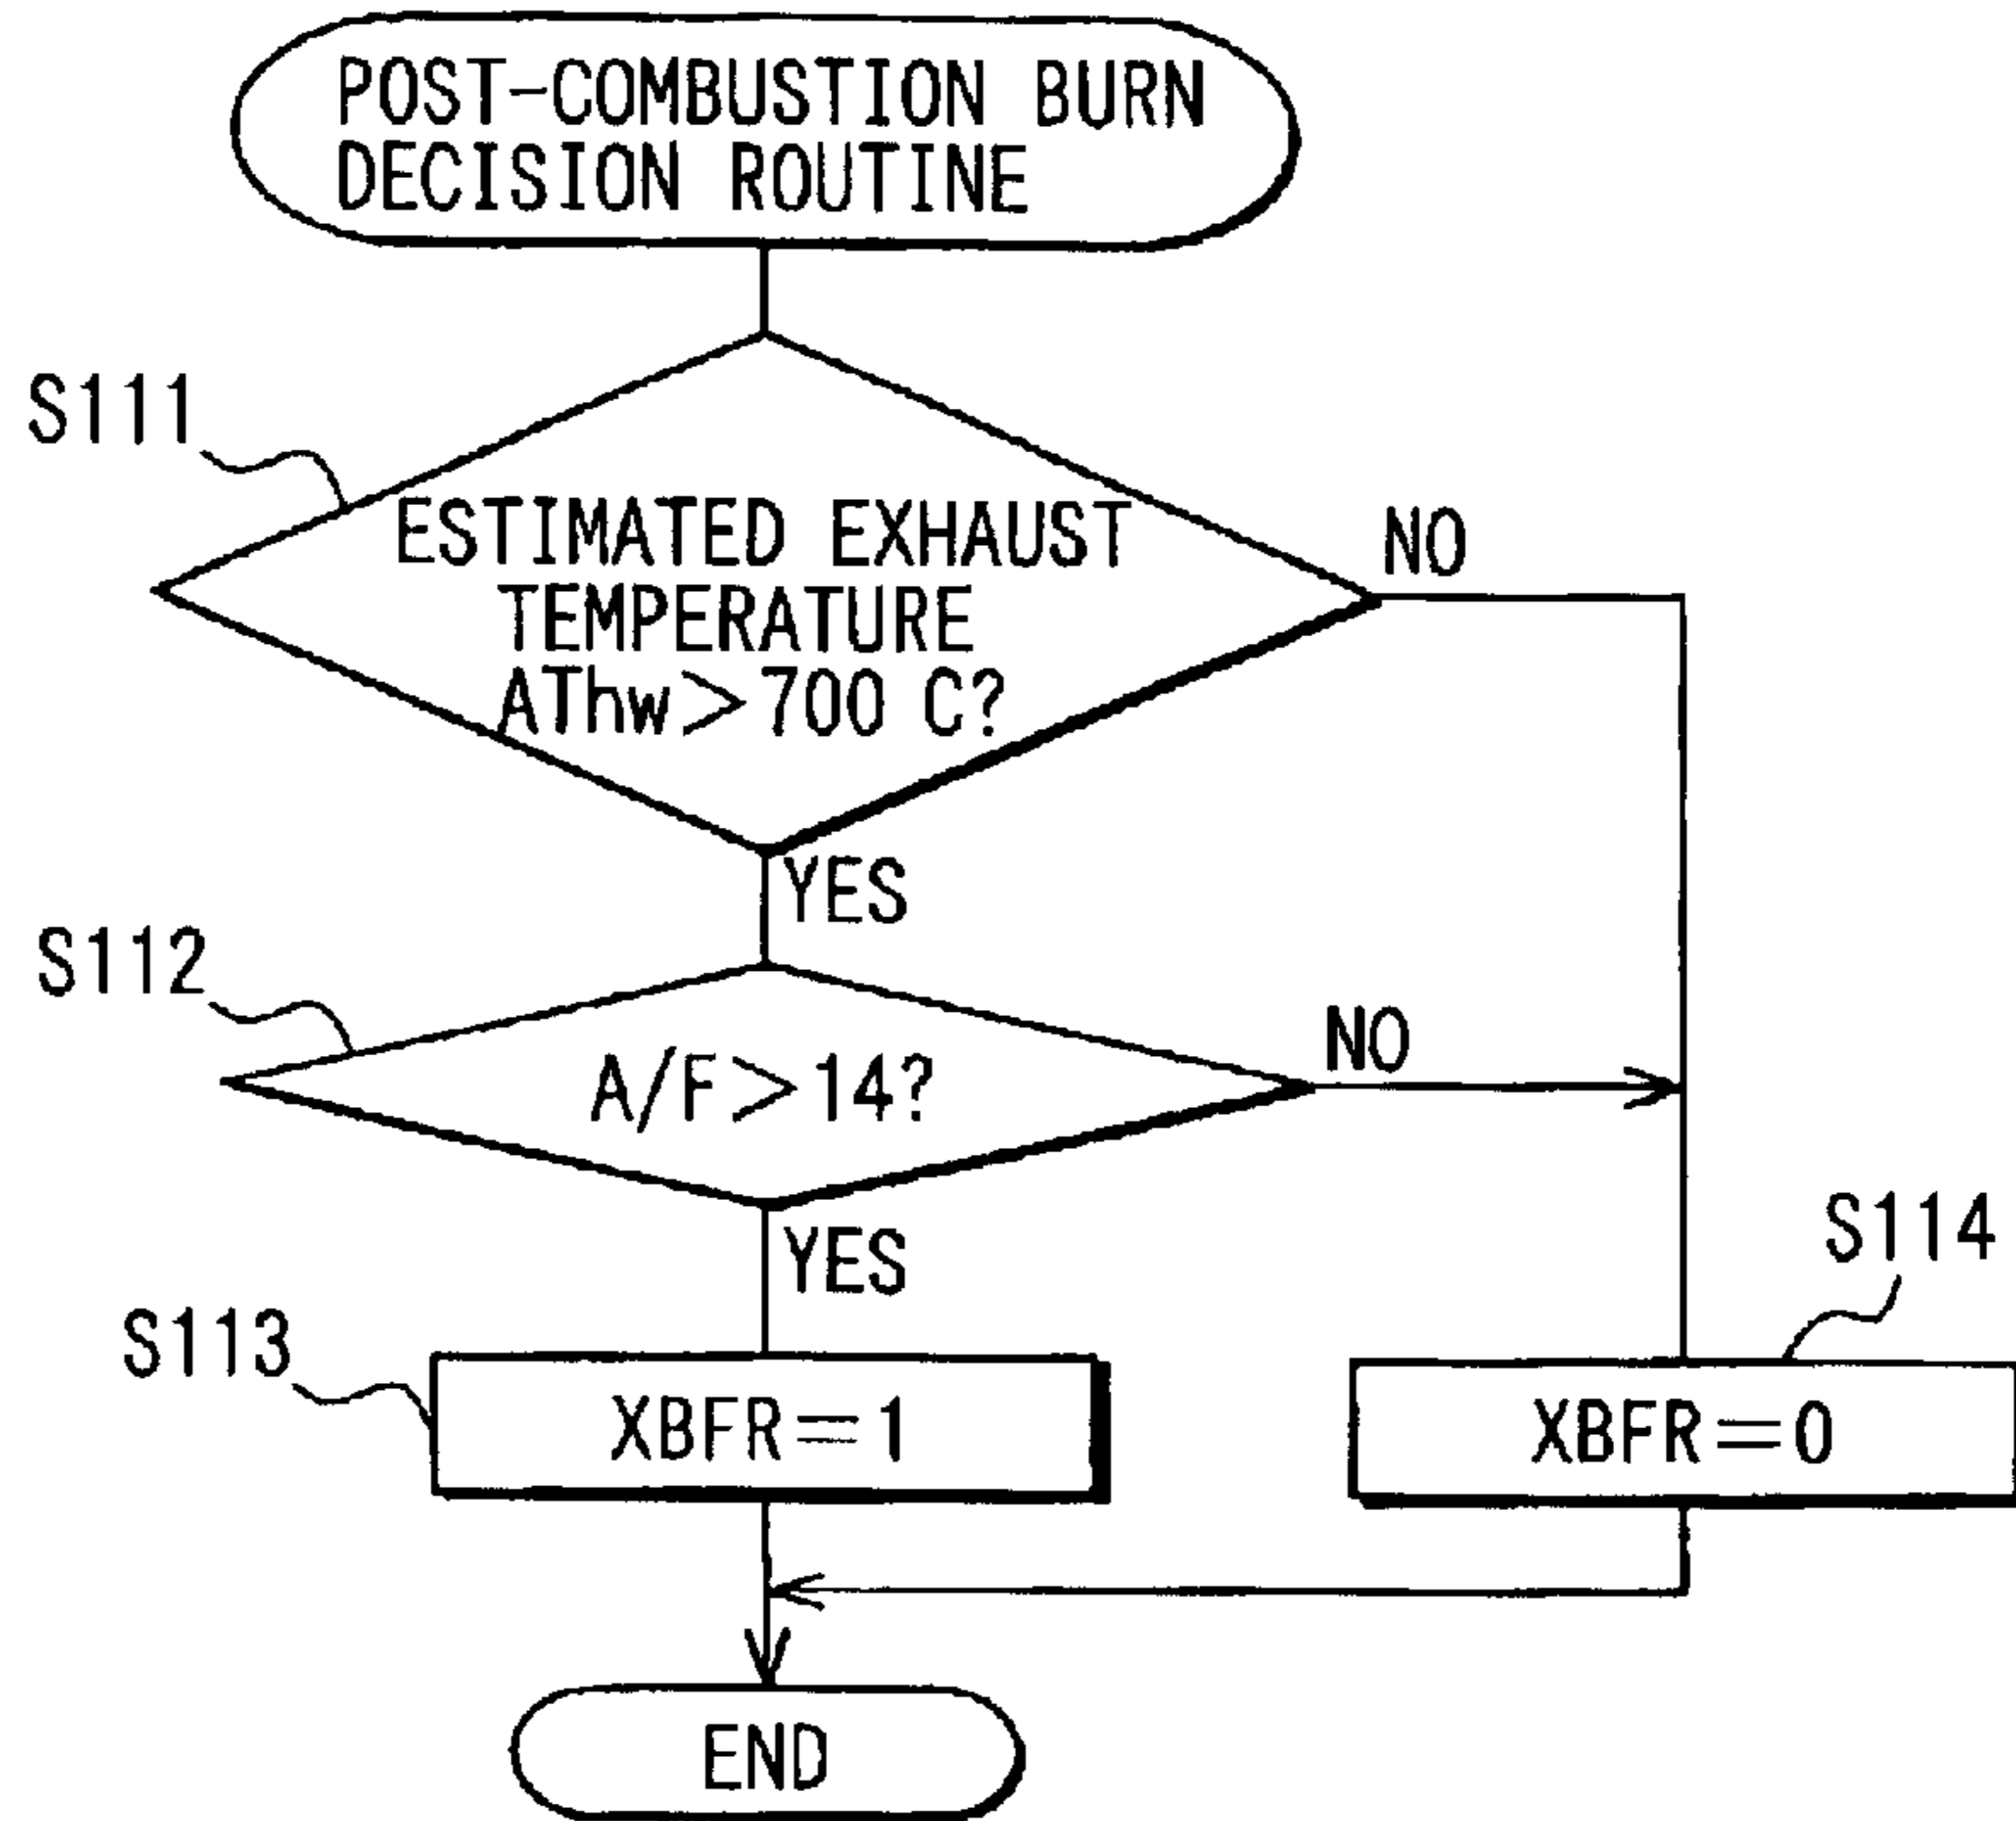 POST-COMBUSTION BURN
DECISION ROUTINE
S111
ESTIMATED EXHAUST
TEMPERATURE
AThw>700 C?
NO
YES
S112
A/F>14?
NO
YES
S113
XBFR=1
S114
XBFR=0
END